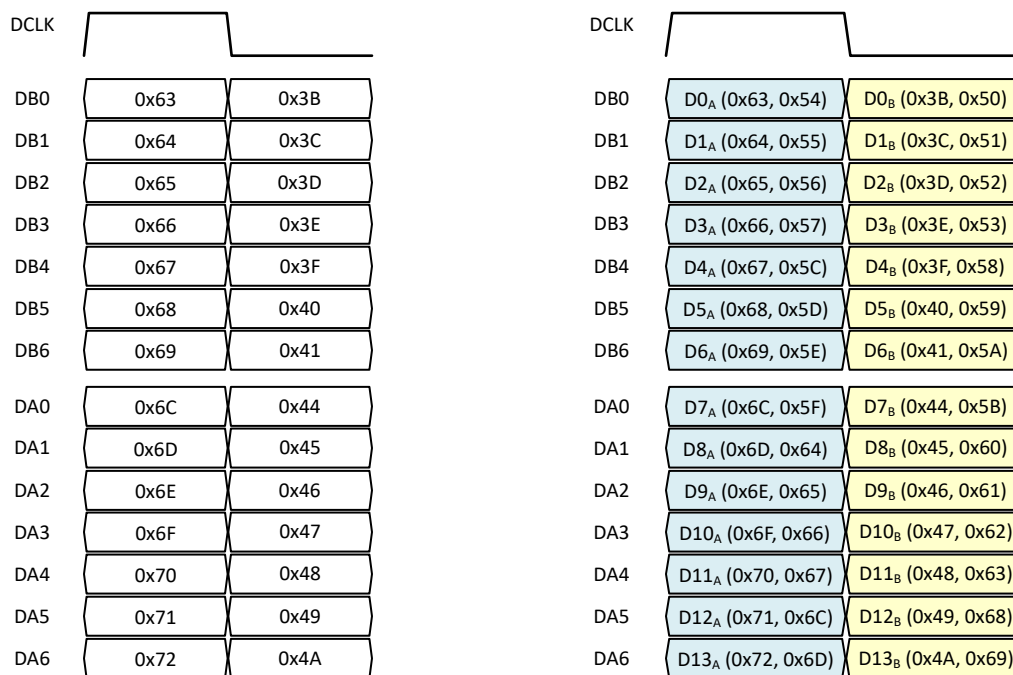 DCLK
DB0 0x63 0x3B
DB1 0x64 0x3C
DB2 0x65 0x3D
DB3 0x66 0x3E
DB4 0x67 0x3F
DB5 0x68 0x40
DB6 0x69 0x41
DA0 0x6C 0x44
DA1 0x6D 0x45
DA2 0x6E 0x46
DA3 0x6F 0x47
DA4 0x70 0x48
DA5 0x71 0x49
DA6 0x72 0x4A
DCLK
DB0 D0A (0x63, 0x54) D0B (0x3B, 0x50)
DB1 D1A (0x64, 0x55) D1B (0x3C, 0x51)
DB2 D2A (0x65, 0x56) D2B (0x3D, 0x52)
DB3 D3A (0x66, 0x57) D3B (0x3E, 0x53)
DB4 D4A (0x67, 0x5C) D4B (0x3F, 0x58)
DB5 D5A (0x68, 0x5D) D5B (0x40, 0x59)
DB6 D6A (0x69, 0x5E) D6B (0x41, 0x5A)
DA0 D7A (0x6C, 0x5F) D7B (0x44, 0x5B)
DA1 D8A (0x6D, 0x64) D8B (0x45, 0x60)
DA2 D9A (0x6E, 0x65) D9B (0x46, 0x61)
DA3 D10A (0x6F, 0x66) D10B (0x47, 0x62)
DA4 D11A (0x70, 0x67) D11B (0x48, 0x63)
DA5 D12A (0x71, 0x6C) D12B (0x49, 0x68)
DA6 D13A (0x72, 0x6D) D13B (0x4A, 0x69)